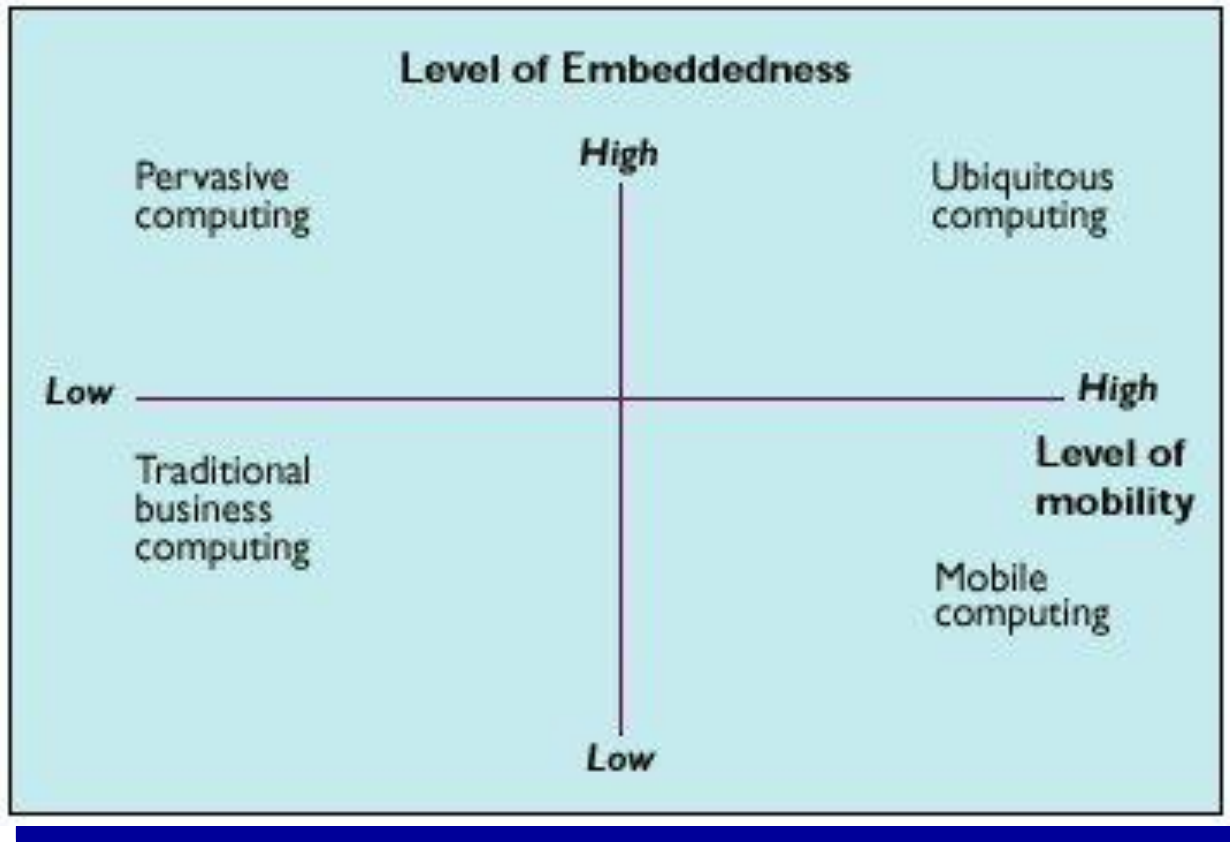 Level of Embeddedness
High
Pervasive
computing
Ubiquitous
computing
Low
High
Level of
mobility
Traditional
business
computing
Mobile
computing
Low